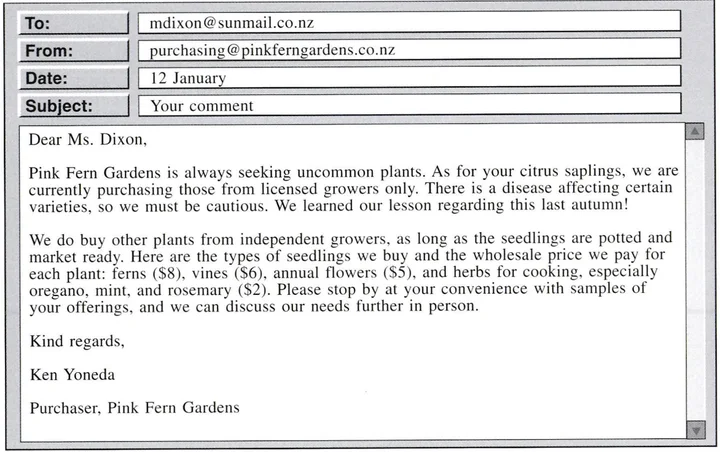 To: mdixon@sunmail.co.nz
From: purchasing@pinkferngardens.co.nz
Date: 12 January
Subject: Your comment
Dear Ms. Dixon,
Pink Fern Gardens is always seeking uncommon plants. As for your citrus saplings, we are
currently purchasing those from licensed growers only. There is a disease affecting certain
varieties, so we must be cautious. We learned our lesson regarding this last autumn!
We do buy other plants from independent growers, as long as the seedlings are potted and
market ready. Here are the types of seedlings we buy and the wholesale price we pay for
each plant: ferns ($8), vines ($6), annual flowers ($5), and herbs for cooking, especially
oregano, mint, and rosemary ($2). Please stop by at your convenience with samples of
your offerings, and we can discuss our needs further in person.
Kind regards,
Ken Yoneda
Purchaser, Pink Fern Gardens